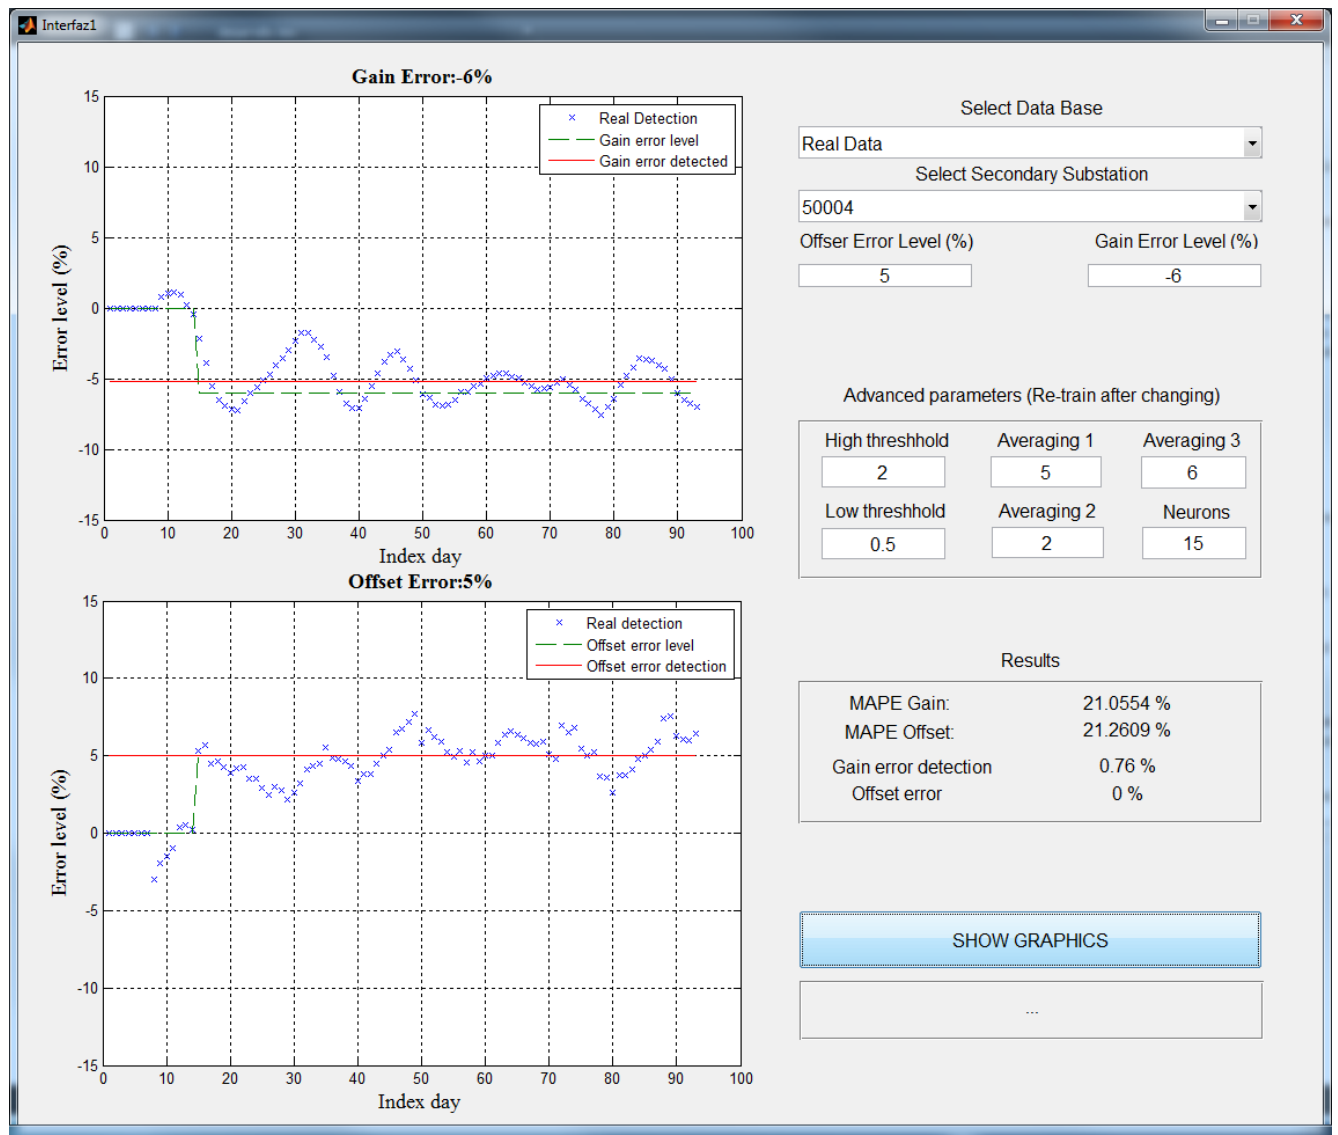 Interfaz1
Gain Error:-6%
15
10
5
0
-5
-10
-15
Error level (%)
Real Detection
Gain error level
Gain error detected
0 10 20 30 40 50 60 70 80 90 100
Index day
Offset Error:5%
15
10
5
0
-5
-10
-15
Error level (%)
Real detection
Offset error level
Offset error detection
0 10 20 30 40 50 60 70 80 90 100
Index day
Select Data Base
Real Data
Select Secondary Substation
50004
Offser Error Level (%) Gain Error Level (%)
5 -6
Advanced parameters (Re-train after changing)
High threshhold Averaging 1 Averaging 3
2 5 6
Low threshhold Averaging 2 Neurons
0.5 2 15
Results
MAPE Gain: 21.0554 %
MAPE Offset: 21.2609 %
Gain error detection 0.76 %
Offset error 0 %
SHOW GRAPHICS
...